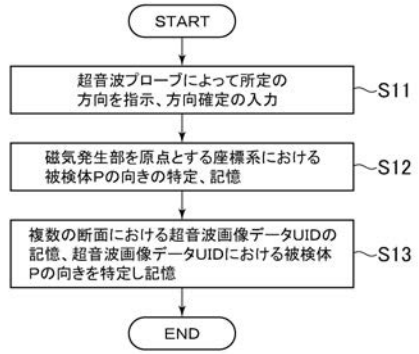 START
超音波プローブによって所定の
方向を指示、方向確定の入力
S11
磁気発生部を原点とする座標系における
被検体Pの向きの特定、記憶
S12
複数の断面における超音波画像データUIDの
記憶、超音波画像データUIDにおける被検体
Pの向きを特定し記憶
S13
END